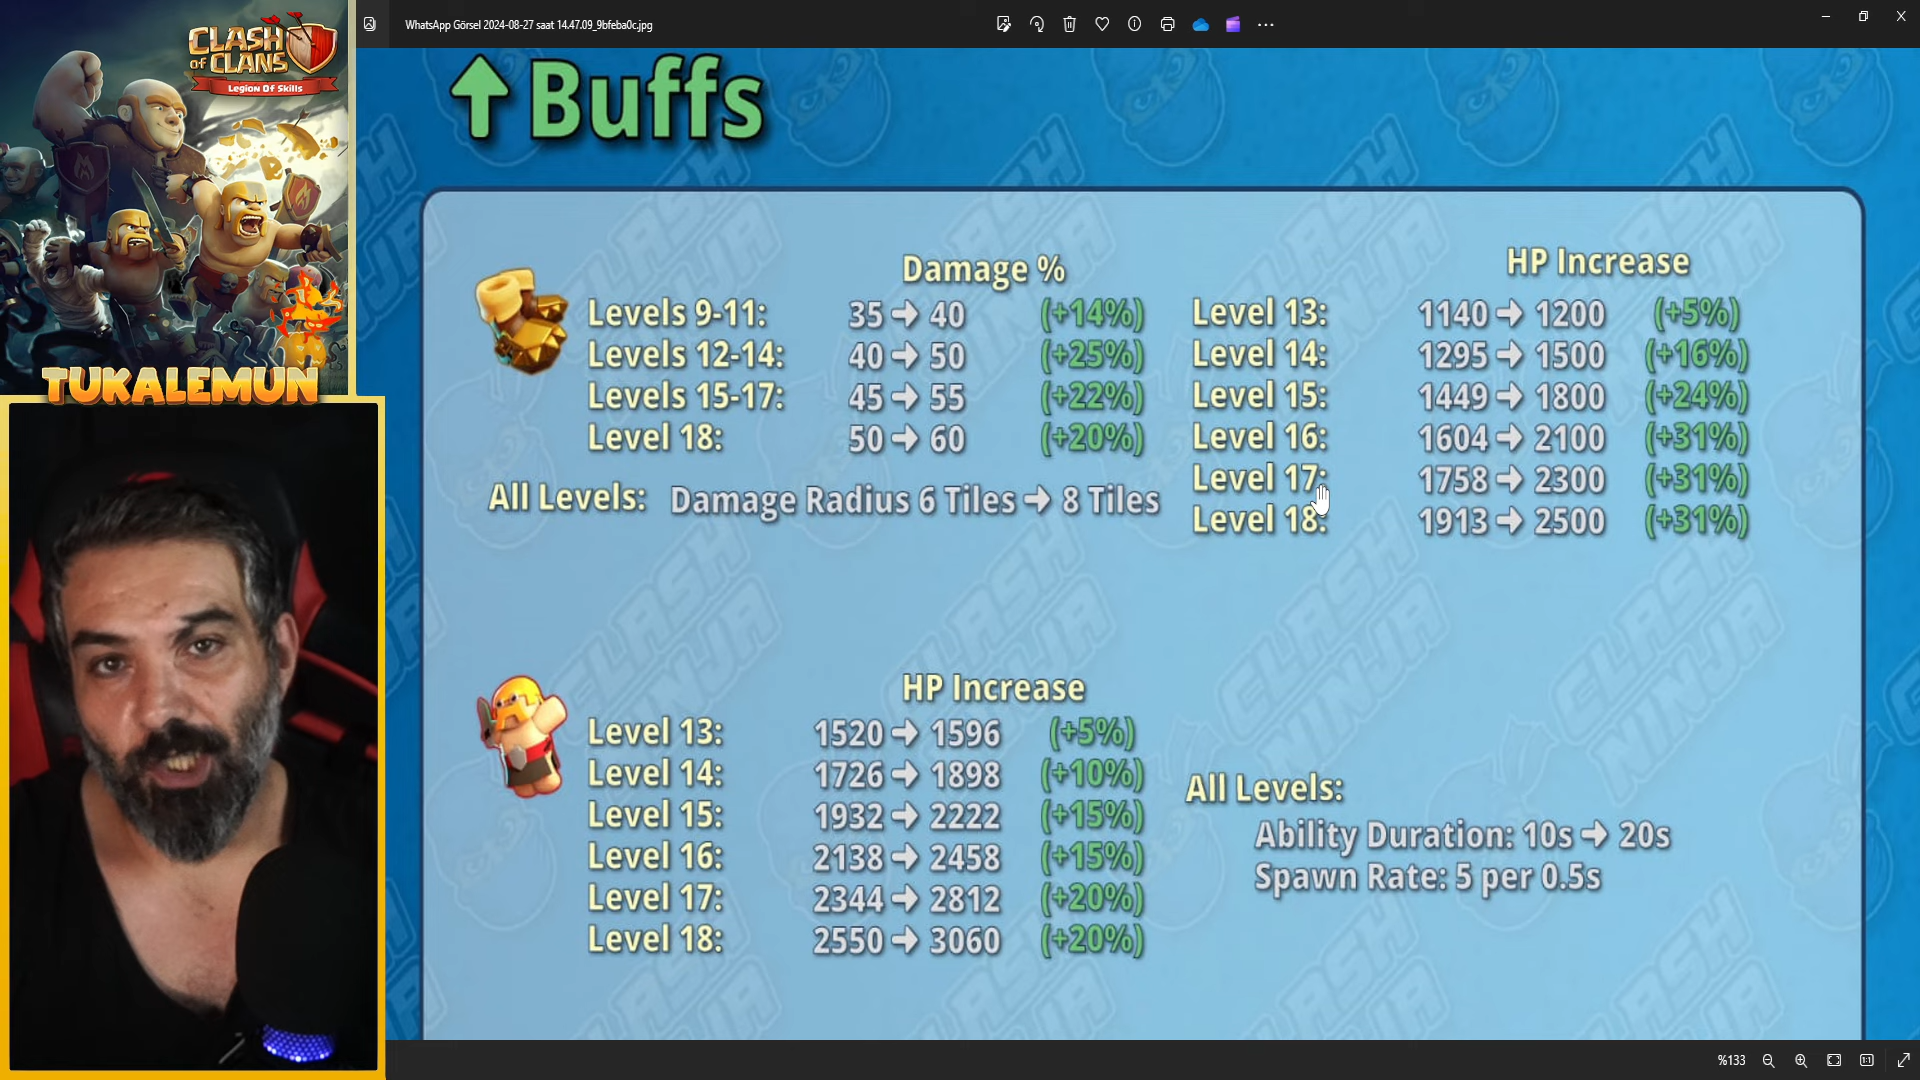 CLASH
OF CLANS
Legion Of Skills
TUKALEMUN
WhatsApp Görsel 2024-08-27 saat 14.47.09_9bfeba0c.jpg
Buffs
Damage %
Levels 9-11: 35 → 40 (+14%)
Levels 12-14: 40 → 50 (+25%)
Levels 15-17: 45 → 55 (+22%)
Level 18: 50 → 60 (+20%)
All Levels: Damage Radius 6 Tiles → 8 Tiles
HP Increase
Level 13: 1140 → 1200 (+5%)
Level 14: 1295 → 1500 (+16%)
Level 15: 1449 → 1800 (+24%)
Level 16: 1604 → 2100 (+31%)
Level 17: 1758 → 2300 (+31%)
Level 18: 1913 → 2500 (+31%)
HP Increase
Level 13: 1520 → 1596 (+5%)
Level 14: 1726 → 1898 (+10%)
Level 15: 1932 → 2222 (+15%)
Level 16: 2138 → 2458 (+15%)
Level 17: 2344 → 2812 (+20%)
Level 18: 2550 → 3060 (+20%)
All Levels:
Ability Duration: 10s → 20s
Spawn Rate: 5 per 0.5s
CLASH NINJA
%133